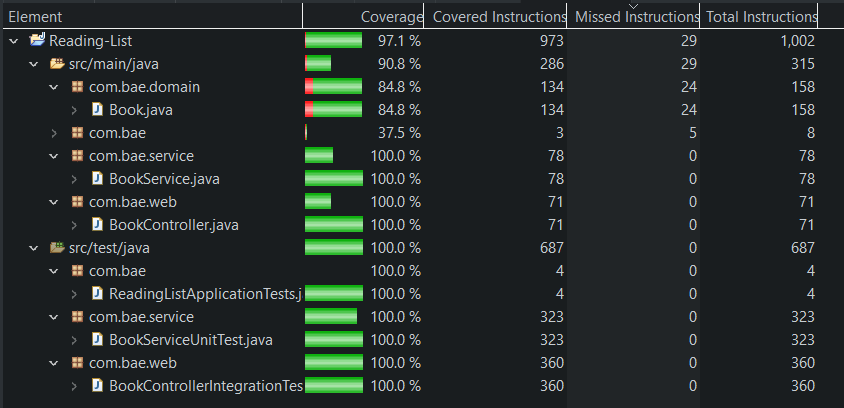 Element Coverage Covered Instructions Missed Instructions Total Instructions
Reading-List 97.1 % 973 29 1,002
src/main/java 90.8 % 286 29 315
com.bae.domain 84.8 % 134 24 158
Book.java 84.8 % 134 24 158
com.bae 37.5 % 3 5 8
com.bae.service 100.0 % 78 0 78
BookService.java 100.0 % 78 0 78
com.bae.web 100.0 % 71 0 71
BookController.java 100.0 % 71 0 71
src/test/java 100.0 % 687 0 687
com.bae 100.0 % 4 0 4
ReadingListApplicationTests.j 100.0 % 4 0 4
com.bae.service 100.0 % 323 0 323
BookServiceUnitTest.java 100.0 % 323 0 323
com.bae.web 100.0 % 360 0 360
BookControllerIntegrationTes 100.0 % 360 0 360